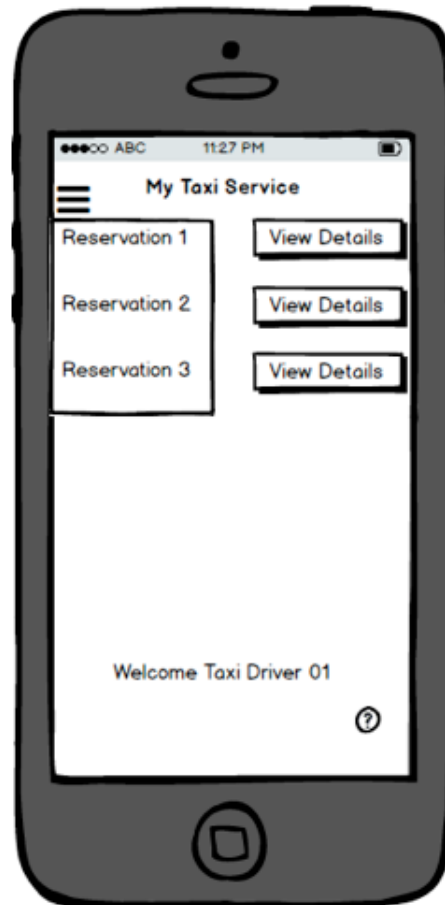 ABC 11:27 PM
My Taxi Service
Reservation 1 View Details
Reservation 2 View Details
Reservation 3 View Details
Welcome Taxi Driver 01
?